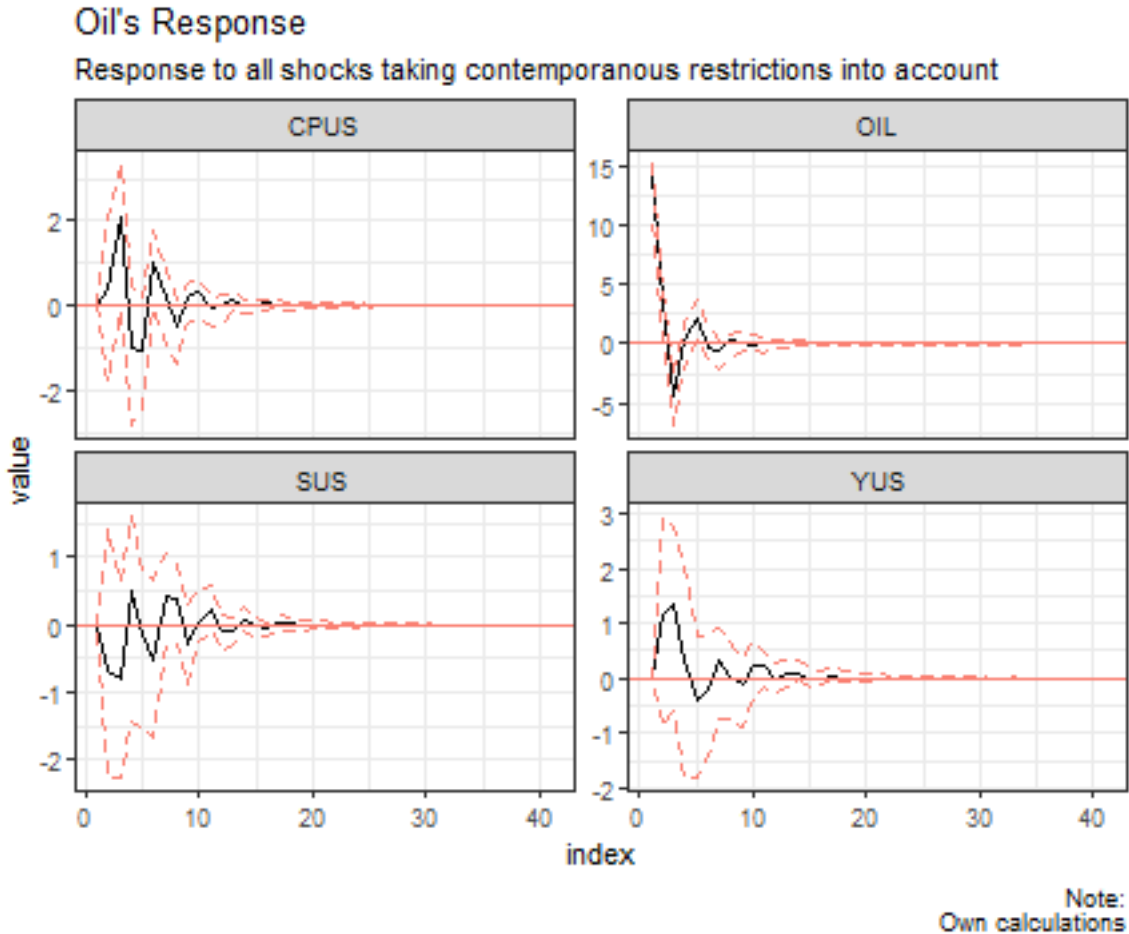 Oil's Response
Response to all shocks taking contemporanous restrictions into account
CPUS
OIL
2
0
-2
15
10
5
0
-5
value
SUS
YUS
1
0
-1
-2
3
2
1
0
-1
-2
0 10 20 30 40
0 10 20 30 40
index
Note:
Own calculations